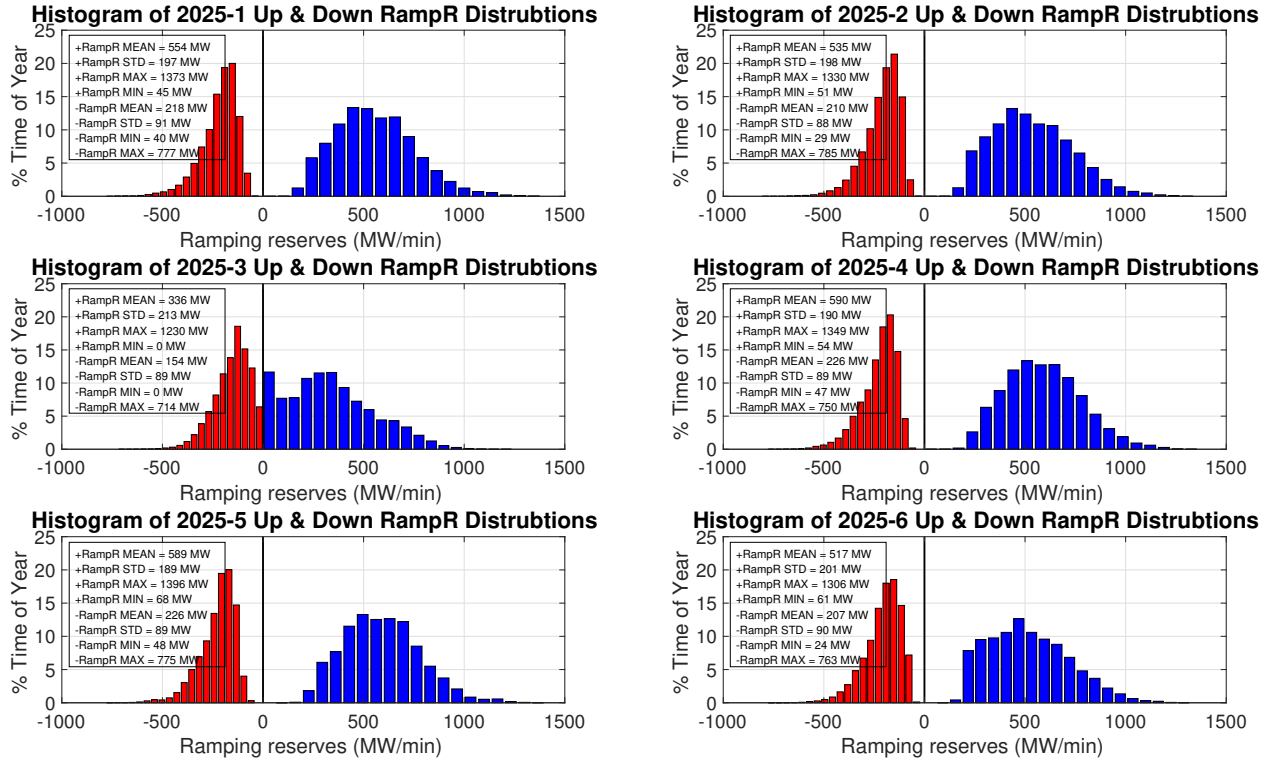 Histogram of 2025-1 Up & Down RampR Distrubtions
% Time of Year
25
20
15
10
5
0
+RampR MEAN = 554 MW
+RampR STD = 197 MW
+RampR MAX = 1373 MW
+RampR MIN = 45 MW
-RampR MEAN = 218 MW
-RampR STD = 91 MW
-RampR MIN = 40 MW
-RampR MAX = 777 MW
-1000 -500 0 500 1000 1500
Ramping reserves (MW/min)
Histogram of 2025-2 Up & Down RampR Distrubtions
% Time of Year
25
20
15
10
5
0
+RampR MEAN = 535 MW
+RampR STD = 198 MW
+RampR MAX = 1330 MW
+RampR MIN = 51 MW
-RampR MEAN = 210 MW
-RampR STD = 88 MW
-RampR MIN = 29 MW
-RampR MAX = 785 MW
-1000 -500 0 500 1000 1500
Ramping reserves (MW/min)
Histogram of 2025-3 Up & Down RampR Distrubtions
% Time of Year
25
20
15
10
5
0
+RampR MEAN = 336 MW
+RampR STD = 213 MW
+RampR MAX = 1230 MW
+RampR MIN = 0 MW
-RampR MEAN = 154 MW
-RampR STD = 89 MW
-RampR MIN = 0 MW
-RampR MAX = 714 MW
-1000 -500 0 500 1000 1500
Ramping reserves (MW/min)
Histogram of 2025-4 Up & Down RampR Distrubtions
% Time of Year
25
20
15
10
5
0
+RampR MEAN = 590 MW
+RampR STD = 190 MW
+RampR MAX = 1349 MW
+RampR MIN = 54 MW
-RampR MEAN = 226 MW
-RampR STD = 89 MW
-RampR MIN = 47 MW
-RampR MAX = 750 MW
-1000 -500 0 500 1000 1500
Ramping reserves (MW/min)
Histogram of 2025-5 Up & Down RampR Distrubtions
% Time of Year
25
20
15
10
5
0
+RampR MEAN = 589 MW
+RampR STD = 189 MW
+RampR MAX = 1396 MW
+RampR MIN = 68 MW
-RampR MEAN = 226 MW
-RampR STD = 89 MW
-RampR MIN = 48 MW
-RampR MAX = 775 MW
-1000 -500 0 500 1000 1500
Ramping reserves (MW/min)
Histogram of 2025-6 Up & Down RampR Distrubtions
% Time of Year
25
20
15
10
5
0
+RampR MEAN = 517 MW
+RampR STD = 201 MW
+RampR MAX = 1306 MW
+RampR MIN = 61 MW
-RampR MEAN = 207 MW
-RampR STD = 90 MW
-RampR MIN = 24 MW
-RampR MAX = 763 MW
-1000 -500 0 500 1000 1500
Ramping reserves (MW/min)